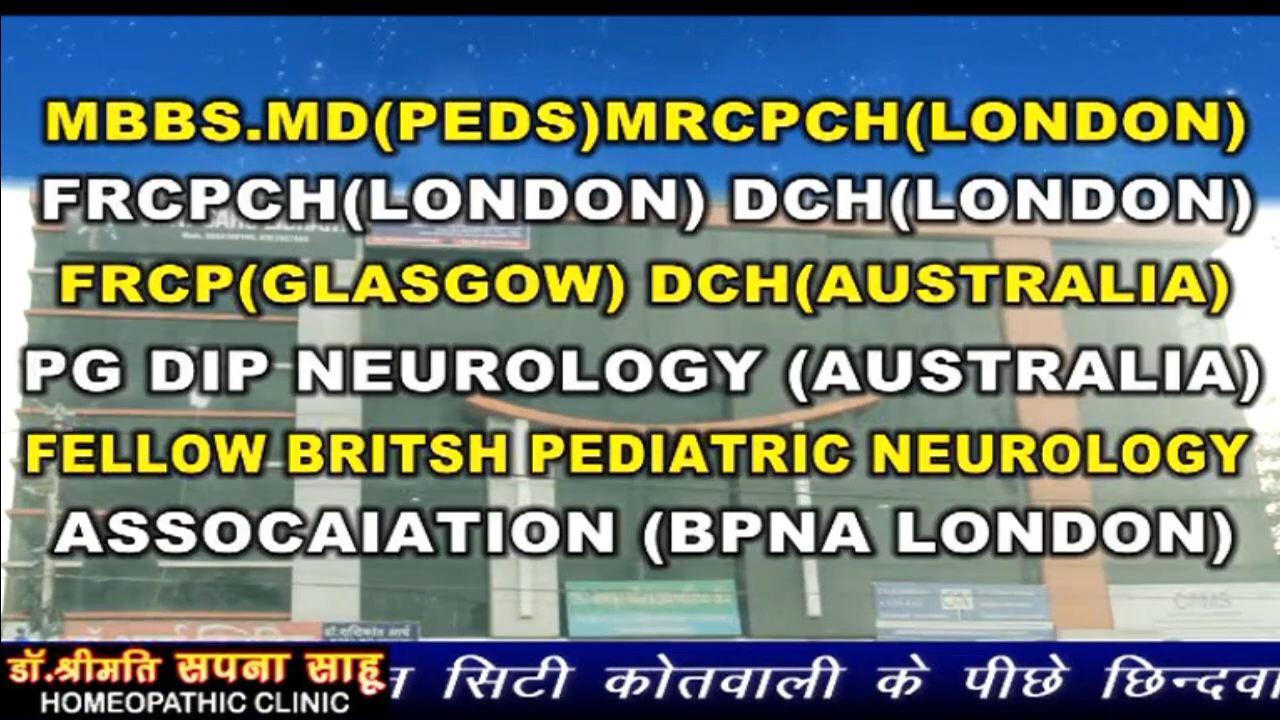 MBBS.MD(PEDS)MRCPCH(LONDON)
FRCPCH(LONDON) DCH(LONDON)
FRCP(GLASGOW) DCH(AUSTRALIA)
PG DIP NEUROLOGY (AUSTRALIA)
FELLOW BRITSH PEDIATRIC NEUROLOGY
ASSOCAIATION (BPNA LONDON)
डॉ.श्रीमति सपना साहू
HOMEOPATHIC CLINIC
सिटी कोतवाली के पीछे